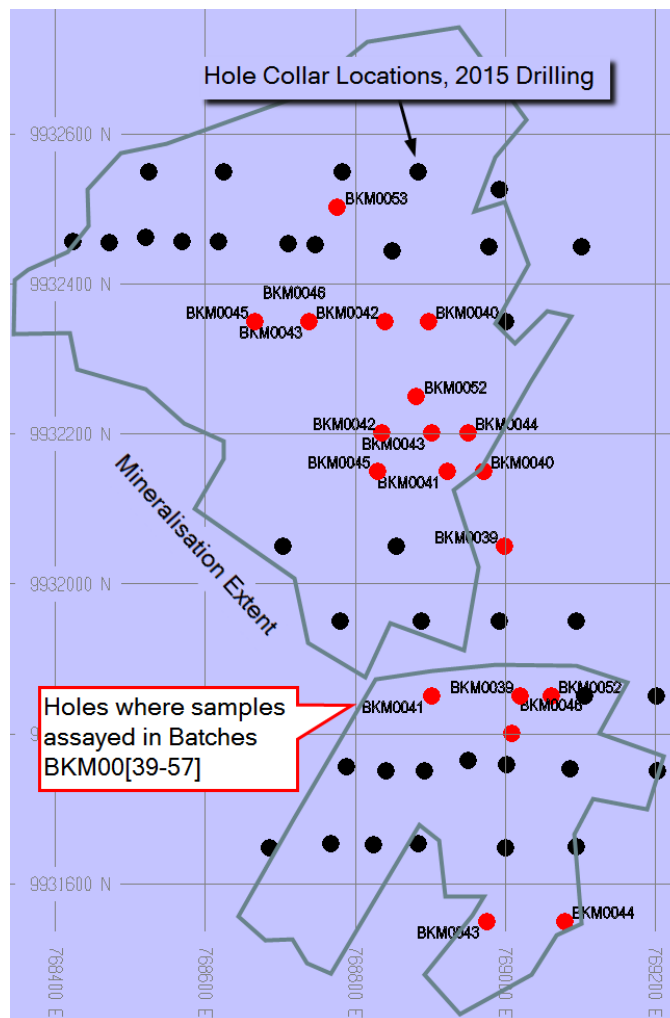 Hole Collar Locations, 2015 Drilling
9932600 N
BKM0053
9932400 N
BKM0046
BKM0045
BKM0043
BKM0042
BKM0040
BKM0052
9932200 N
BKM0042
BKM0043
BKM0044
BKM0045
BKM0041
BKM0040
Mineralisation Extent
BKM0039
9932000 N
BKM0041
BKM0039
BKM0052
BKM0046
Holes where samples
assayed in Batches
BKM00[39-57]
9931600 N
BKM0043
BKM0044
768400 E
768600 E
768800 E
769000 E
769200 E